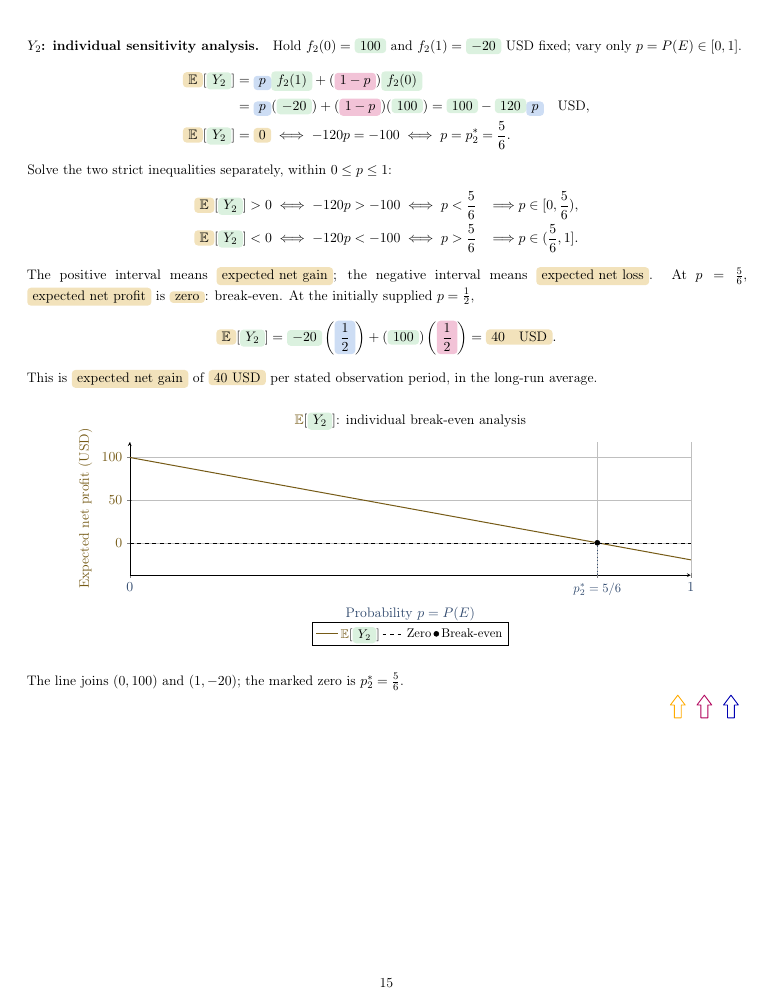 Y₂: individual sensitivity analysis. Hold f₂(0) = 100 and f₂(1) = −20 USD fixed; vary only p = P(E) ∈ [0, 1].
𝔼[Y₂] = p f₂(1) + (1 − p) f₂(0)
= p(−20) + (1 − p)(100) = 100 − 120 p USD,
𝔼[Y₂] = 0 ⟺ −120p = −100 ⟺ p = p₂* = 5/6.
Solve the two strict inequalities separately, within 0 ≤ p ≤ 1:
𝔼[Y₂] > 0 ⟺ −120p > −100 ⟺ p < 5/6 ⟹ p ∈ [0, 5/6),
𝔼[Y₂] < 0 ⟺ −120p < −100 ⟺ p > 5/6 ⟹ p ∈ (5/6, 1].
The positive interval means expected net gain; the negative interval means expected net loss. At p = 5/6,
expected net profit is zero: break-even. At the initially supplied p = 1/2,
𝔼[Y₂] = −20 (1/2) + (100) (1/2) = 40 USD.
This is expected net gain of 40 USD per stated observation period, in the long-run average.
𝔼[Y₂]: individual break-even analysis
Expected net profit (USD)
100
50
0
0 p₂* = 5/6 1
Probability p = P(E)
𝔼[Y₂] Zero Break-even
The line joins (0, 100) and (1, −20); the marked zero is p₂* = 5/6.
15